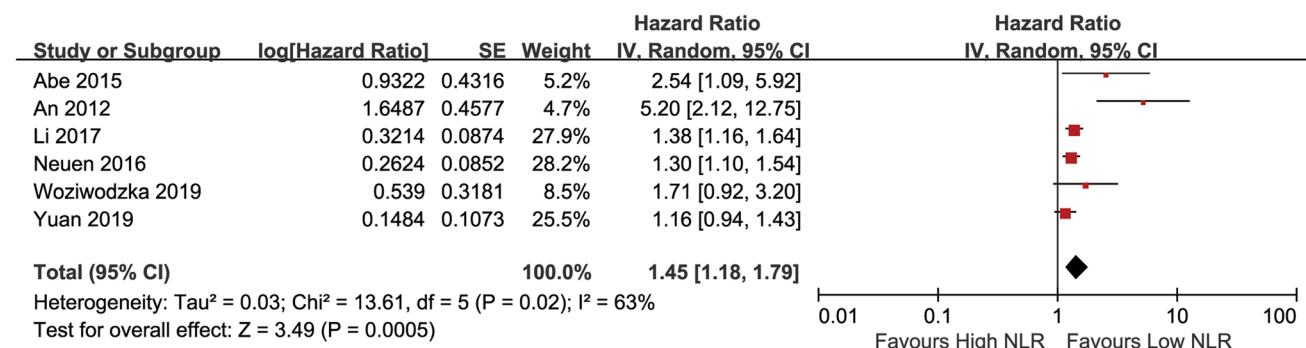 Hazard Ratio Hazard Ratio
Study or Subgroup log[Hazard Ratio] SE Weight IV, Random, 95% CI IV, Random, 95% CI
Abe 2015 0.9322 0.4316 5.2% 2.54 [1.09, 5.92]
An 2012 1.6487 0.4577 4.7% 5.20 [2.12, 12.75]
Li 2017 0.3214 0.0874 27.9% 1.38 [1.16, 1.64]
Neuen 2016 0.2624 0.0852 28.2% 1.30 [1.10, 1.54]
Woziwodzka 2019 0.539 0.3181 8.5% 1.71 [0.92, 3.20]
Yuan 2019 0.1484 0.1073 25.5% 1.16 [0.94, 1.43]
Total (95% CI) 100.0% 1.45 [1.18, 1.79]
Heterogeneity: Tau² = 0.03; Chi² = 13.61, df = 5 (P = 0.02); I² = 63%
Test for overall effect: Z = 3.49 (P = 0.0005)
0.01 0.1 1 10 100
Favours High NLR Favours Low NLR